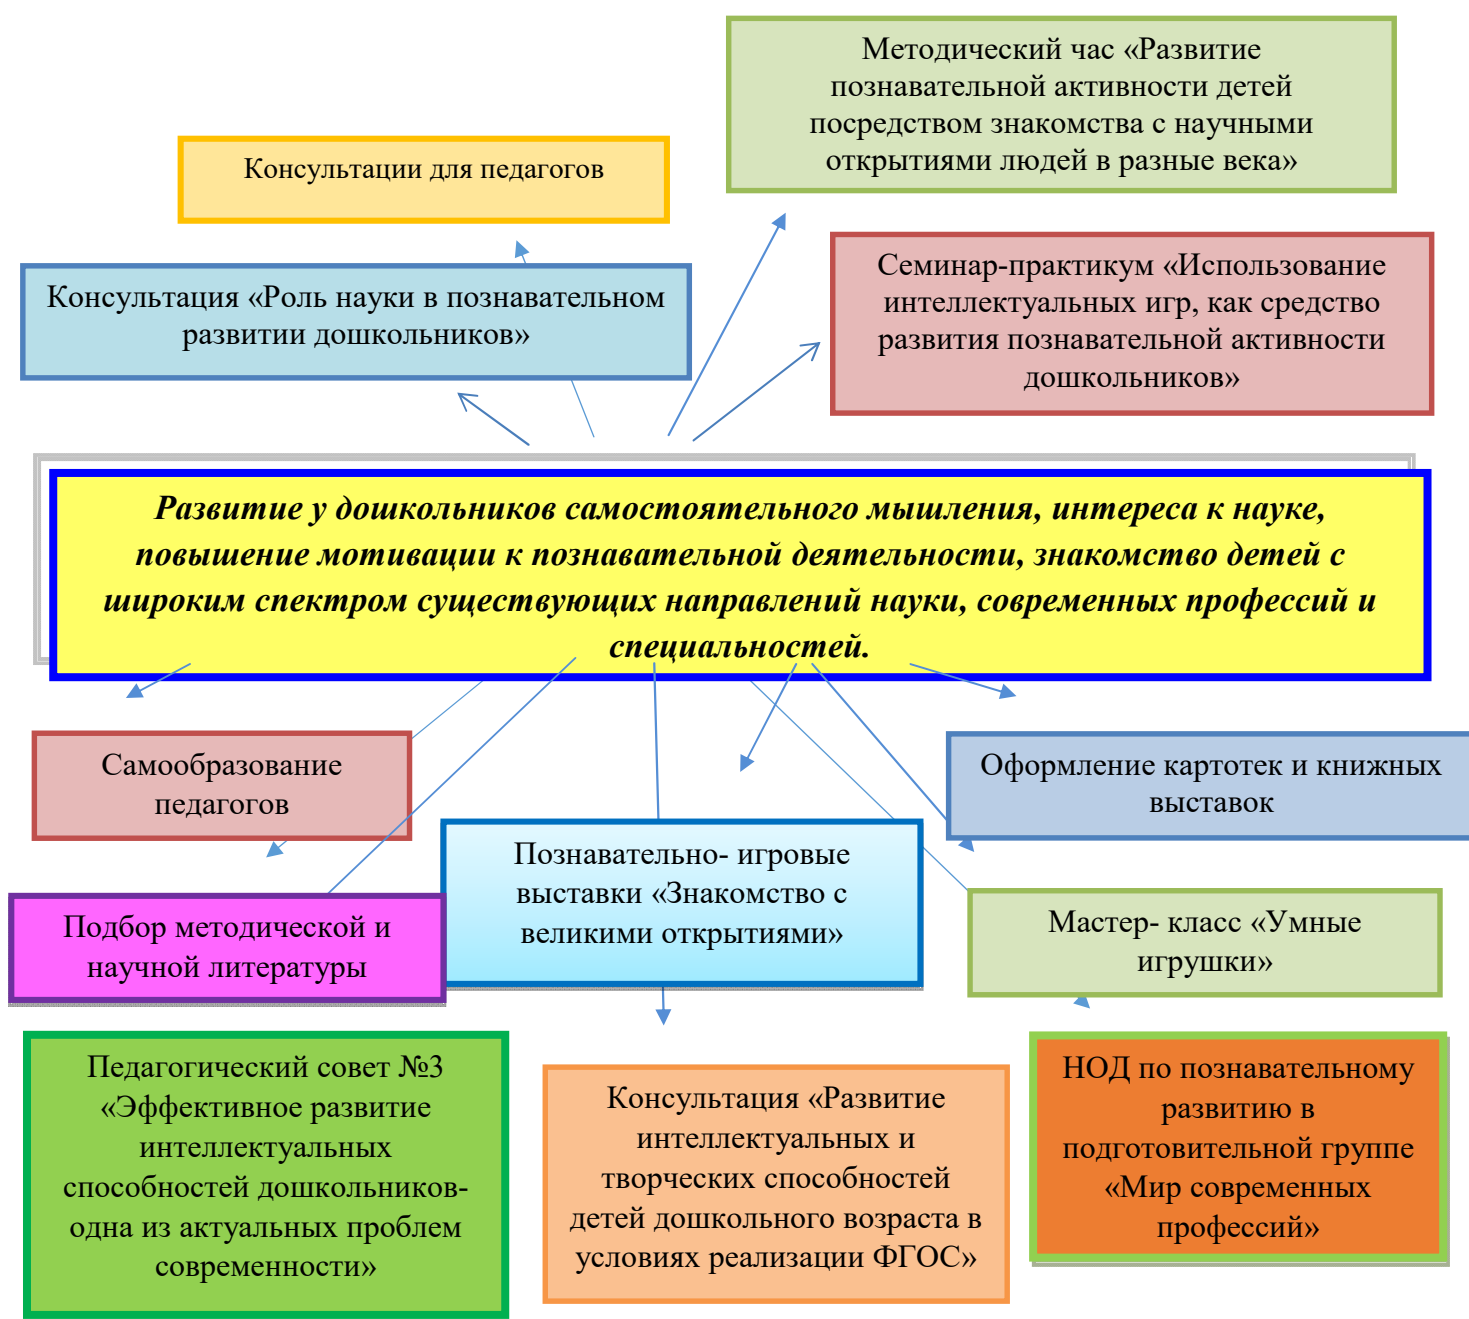 Методический час «Развитие
познавательной активности детей
посредством знакомства с научными
открытиями людей в разные века»
Консультации для педагогов
Консультация «Роль науки в познавательном
развитии дошкольников»
Семинар-практикум «Использование
интеллектуальных игр, как средство
развития познавательной активности
дошкольников»
Развитие у дошкольников самостоятельного мышления, интереса к науке,
повышение мотивации к познавательной деятельности, знакомство детей с
широким спектром существующих направлений науки, современных профессий и
специальностей.
Самообразование
педагогов
Оформление картотек и книжных
выставок
Познавательно- игровые
выставки «Знакомство с
великими открытиями»
Подбор методической и
научной литературы
Мастер- класс «Умные
игрушки»
Педагогический совет №3
«Эффективное развитие
интеллектуальных
способностей дошкольников-
одна из актуальных проблем
современности»
Консультация «Развитие
интеллектуальных и
творческих способностей
детей дошкольного возраста в
условиях реализации ФГОС»
НОД по познавательному
развитию в
подготовительной группе
«Мир современных
профессий»